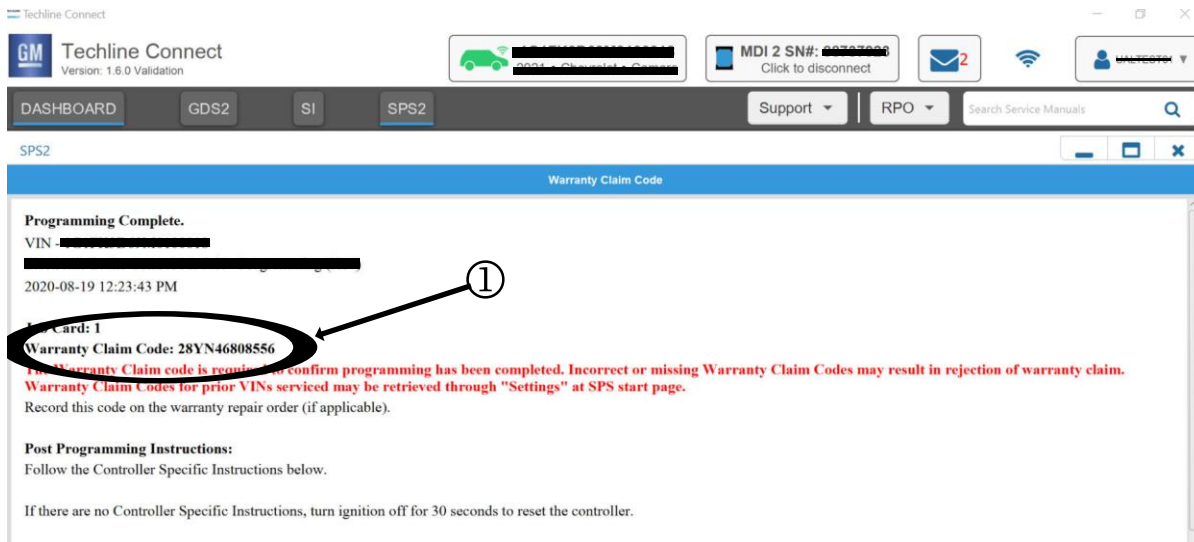 Techline Connect
GM
Techline Connect
Version: 1.6.0 Validation
2021 • Chevrolet • Camaro
MDI 2 SN#:
Click to disconnect
2
DASHBOARD
GDS2
SI
SPS2
Support
RPO
Search Service Manuals
SPS2
Warranty Claim Code
Programming Complete.
VIN -
2020-08-19 12:23:43 PM
1
Card: 1
Warranty Claim Code: 28YN46808556
The Warranty Claim code is required to confirm programming has been completed. Incorrect or missing Warranty Claim Codes may result in rejection of warranty claim.
Warranty Claim Codes for prior VINs serviced may be retrieved through "Settings" at SPS start page.
Record this code on the warranty repair order (if applicable).
Post Programming Instructions:
Follow the Controller Specific Instructions below.
If there are no Controller Specific Instructions, turn ignition off for 30 seconds to reset the controller.